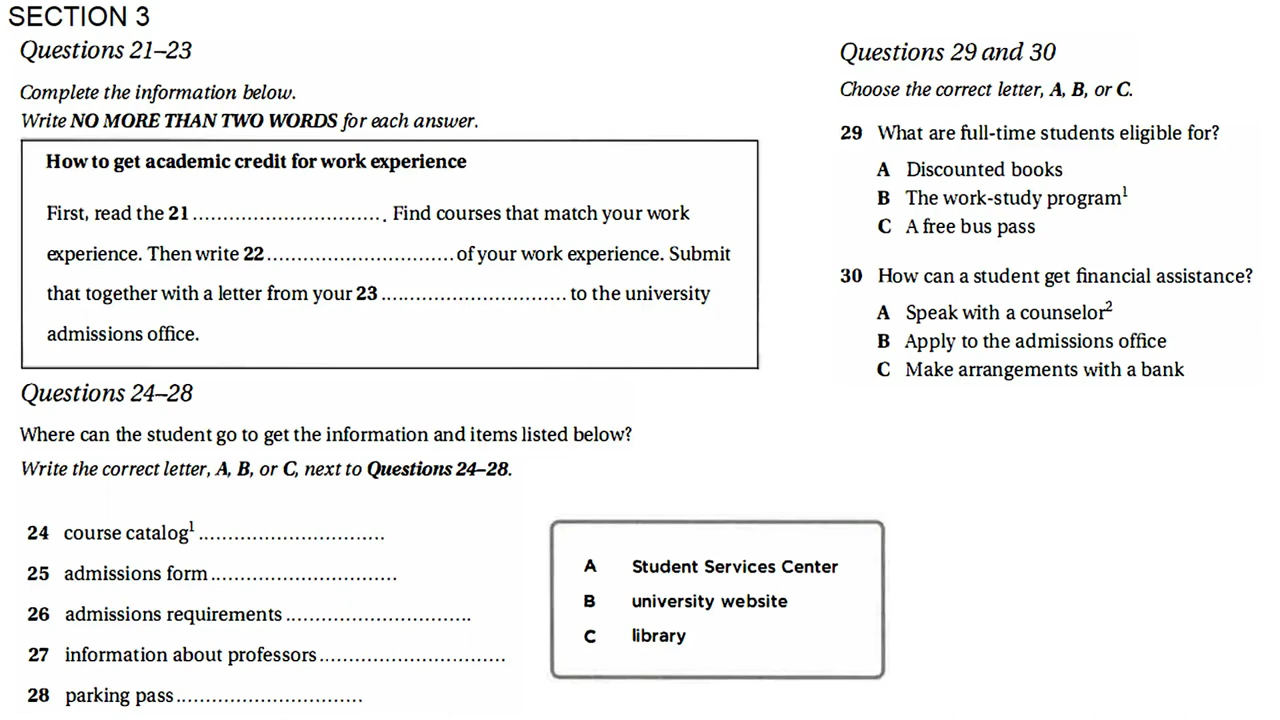 SECTION 3
Questions 21–23
Complete the information below.
Write NO MORE THAN TWO WORDS for each answer.
How to get academic credit for work experience
First, read the 21 ................................ . Find courses that match your work
experience. Then write 22 ................................ of your work experience. Submit
that together with a letter from your 23 ................................ to the university
admissions office.
Questions 24–28
Where can the student go to get the information and items listed below?
Write the correct letter, A, B, or C, next to Questions 24–28.
24 course catalog¹ ................................
25 admissions form ................................
26 admissions requirements ................................
27 information about professors ................................
28 parking pass ................................
A Student Services Center
B university website
C library
Questions 29 and 30
Choose the correct letter, A, B, or C.
29 What are full-time students eligible for?
A Discounted books
B The work-study program¹
C A free bus pass
30 How can a student get financial assistance?
A Speak with a counselor²
B Apply to the admissions office
C Make arrangements with a bank